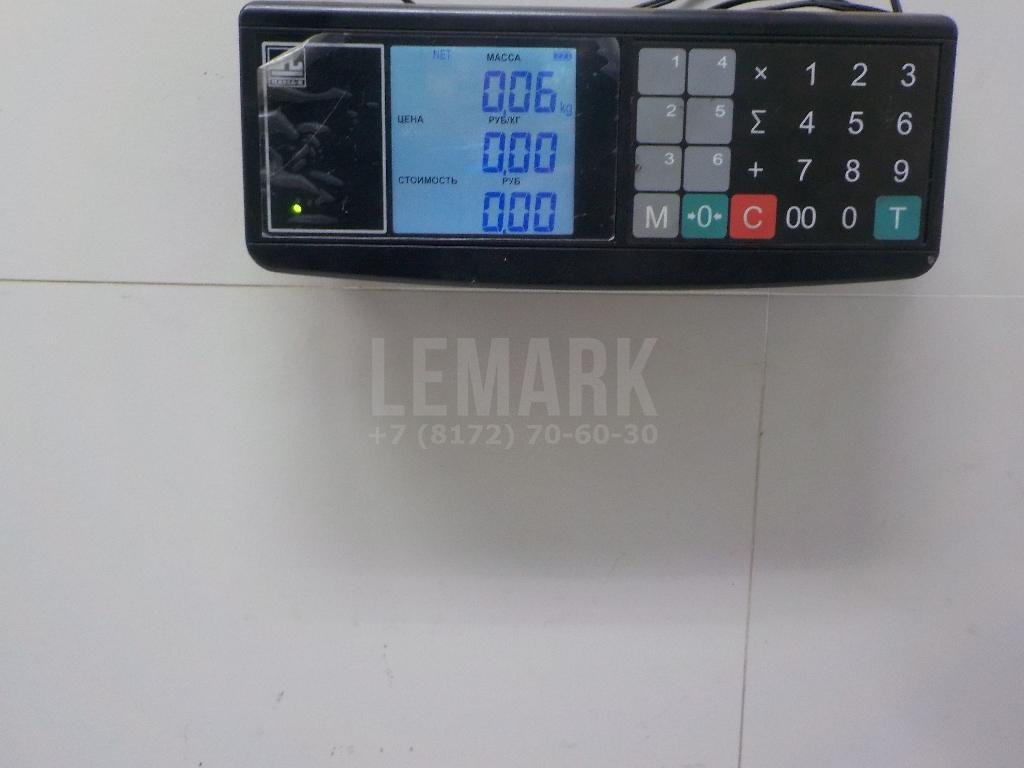 NET МАССА
0,06 kg
ЦЕНА РУБ/КГ
0,00
СТОИМОСТЬ РУБ
0,00
1 4 × 1 2 3
2 5 Σ 4 5 6
3 6 + 7 8 9
M →0← C 00 0 T
LEMARK
+7 (8172) 70-60-30